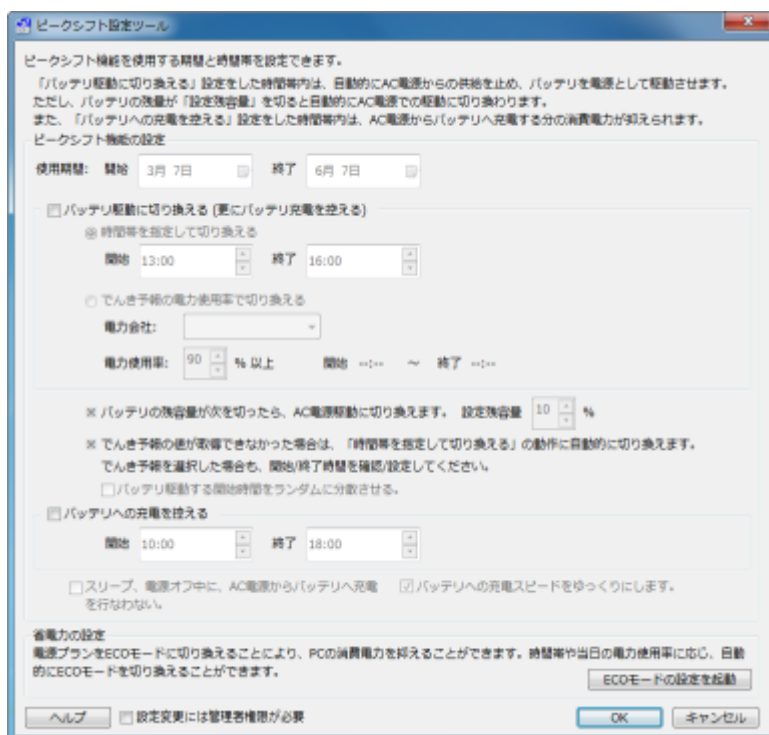 ピークシフト設定ツール
ピークシフト機能を使用する期間と時間帯を設定できます。
「バッテリ駆動に切り換える」設定をした時間帯内は、自動的にAC電源からの供給を止め、バッテリを電源として駆動させます。
ただし、バッテリの残量が「設定残容量」を切ると自動的にAC電源での駆動に切り換わります。
また、「バッテリへの充電を控える」設定をした時間帯内は、AC電源からバッテリへ充電する分の消費電力が抑えられます。
ピークシフト機能の設定
使用期間: 開始 3月 7日 終了 6月 7日
バッテリ駆動に切り換える (更にバッテリ充電を控える)
時間帯を指定して切り換える
開始 13:00 終了 16:00
でんき予報の電力使用率で切り換える
電力会社:
電力使用率: 90 % 以上 開始 --:-- ~ 終了 --:--
※ バッテリの残容量が次を切ったら、AC電源駆動に切り換えます。 設定残容量 10 %
※ でんき予報の値が取得できなかった場合は、「時間帯を指定して切り換える」の動作に自動的に切り換えます。
でんき予報を選択した場合も、開始/終了時間を確認/設定してください。
バッテリ駆動する開始時間をランダムに分散させる。
バッテリへの充電を控える
開始 10:00 終了 18:00
スリープ、電源オフ中に、AC電源からバッテリへ充電 バッテリへの充電スピードをゆっくりにします。
を行なわない。
省電力の設定
電源プランをECOモードに切り換えることにより、PCの消費電力を抑えることができます。時間帯や当日の電力使用率に応じ、自動
的にECOモードを切り換えることができます。
ECOモードの設定を起動
ヘルプ 設定変更には管理者権限が必要 OK キャンセル